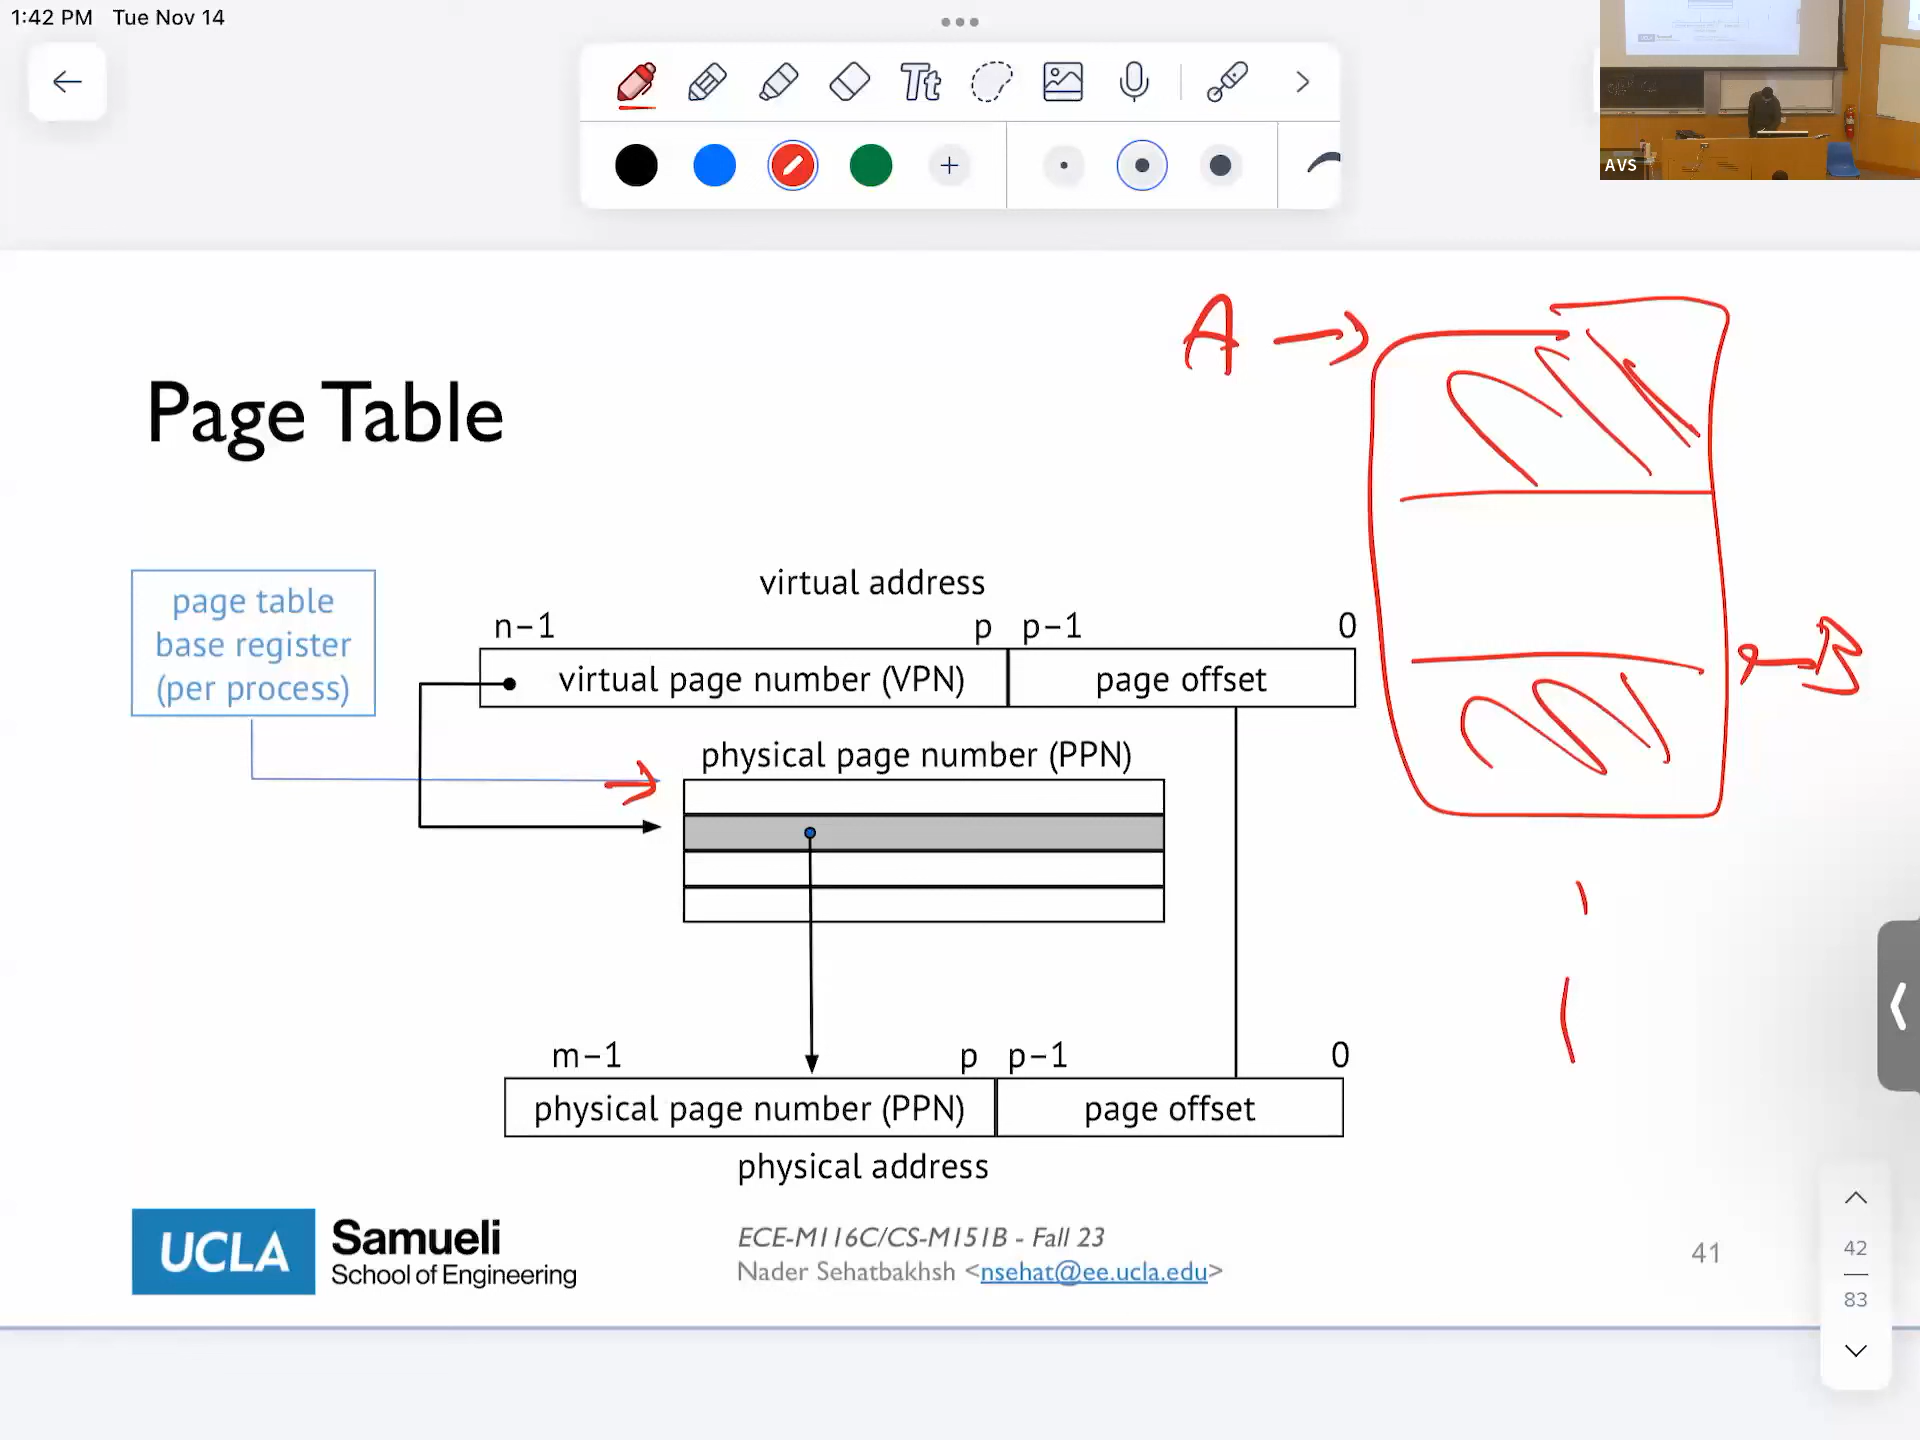 1:42 PM Tue Nov 14
Tt
AVS
A
Page Table
virtual address
page table
base register
(per process)
n-1 p p-1 0
virtual page number (VPN) page offset
B
physical page number (PPN)
m-1 p p-1 0
physical page number (PPN) page offset
physical address
UCLA Samueli
School of Engineering
ECE-M116C/CS-M151B - Fall 23
Nader Sehatbakhsh <nsehat@ee.ucla.edu>
41
42
83